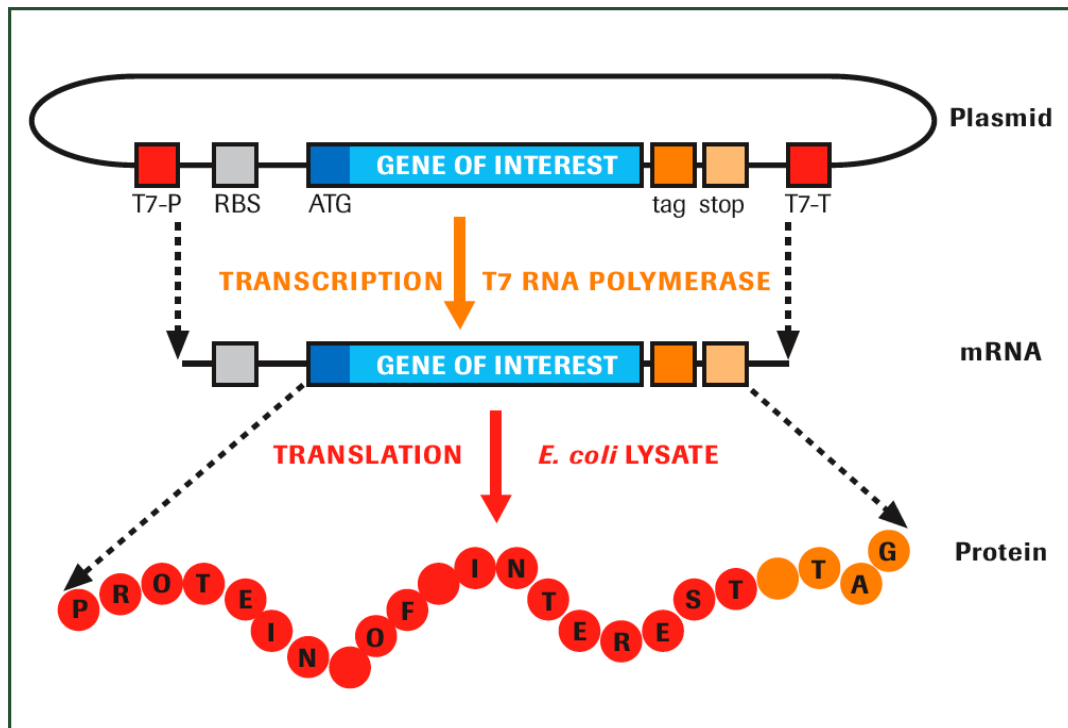 Plasmid
GENE OF INTEREST
T7-P RBS ATG tag stop T7-T
TRANSCRIPTION T7 RNA POLYMERASE
mRNA
GENE OF INTEREST
TRANSLATION E. coli LYSATE
Protein
PROTEIN OF INTEREST TAG